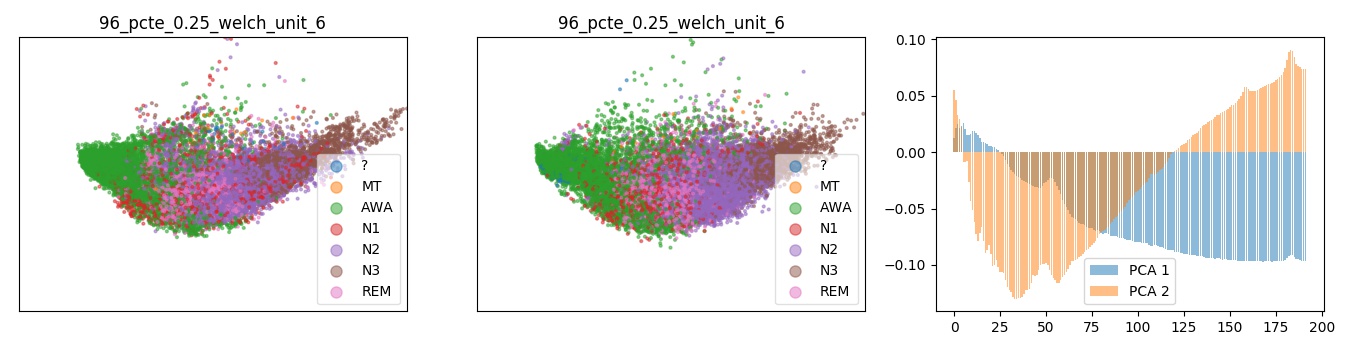 96_pcte_0.25_welch_unit_6
?
MT
AWA
N1
N2
N3
REM
96_pcte_0.25_welch_unit_6
?
MT
AWA
N1
N2
N3
REM
0.10
0.05
0.00
−0.05
−0.10
PCA 1
PCA 2
0 25 50 75 100 125 150 175 200